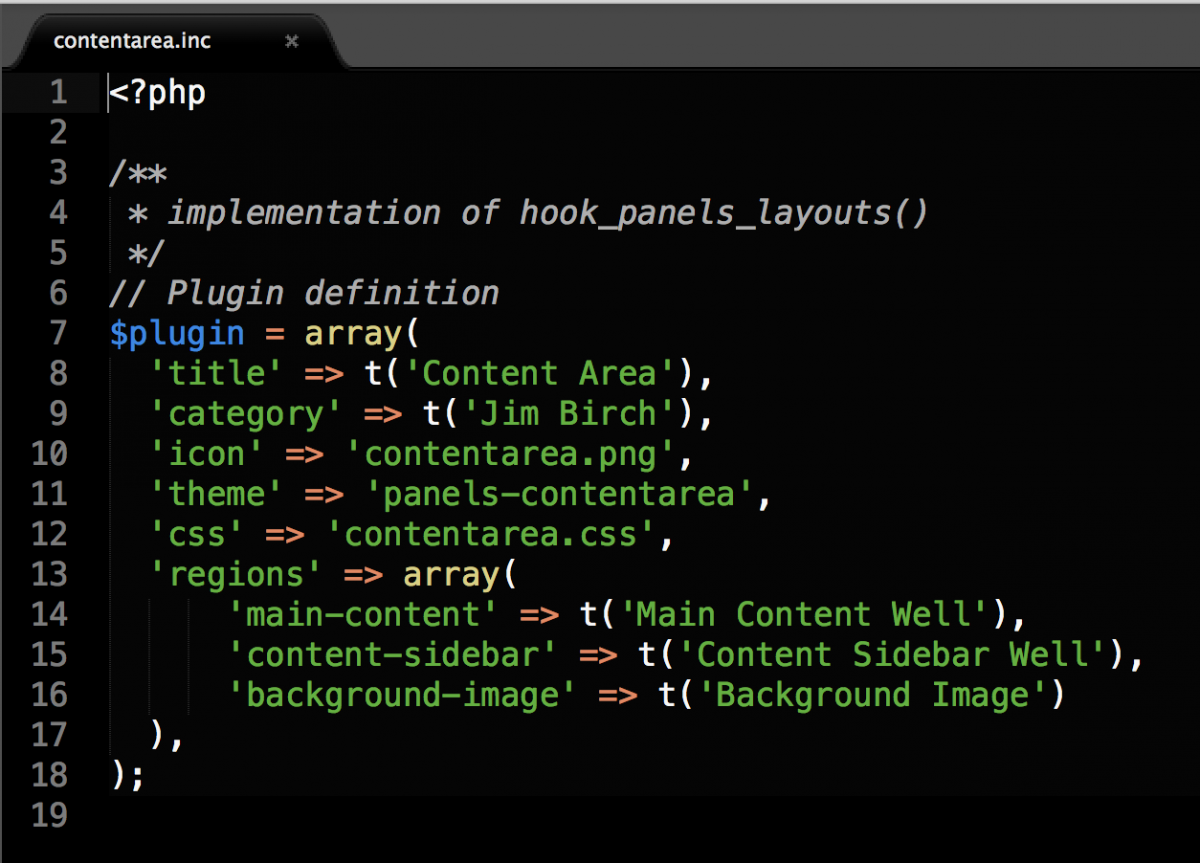 contentarea.inc ×
1 <?php
2
3 /**
4  * implementation of hook_panels_layouts()
5  */
6 // Plugin definition
7 $plugin = array(
8   'title' => t('Content Area'),
9   'category' => t('Jim Birch'),
10   'icon' => 'contentarea.png',
11   'theme' => 'panels-contentarea',
12   'css' => 'contentarea.css',
13   'regions' => array(
14       'main-content' => t('Main Content Well'),
15       'content-sidebar' => t('Content Sidebar Well'),
16       'background-image' => t('Background Image')
17   ),
18 );
19